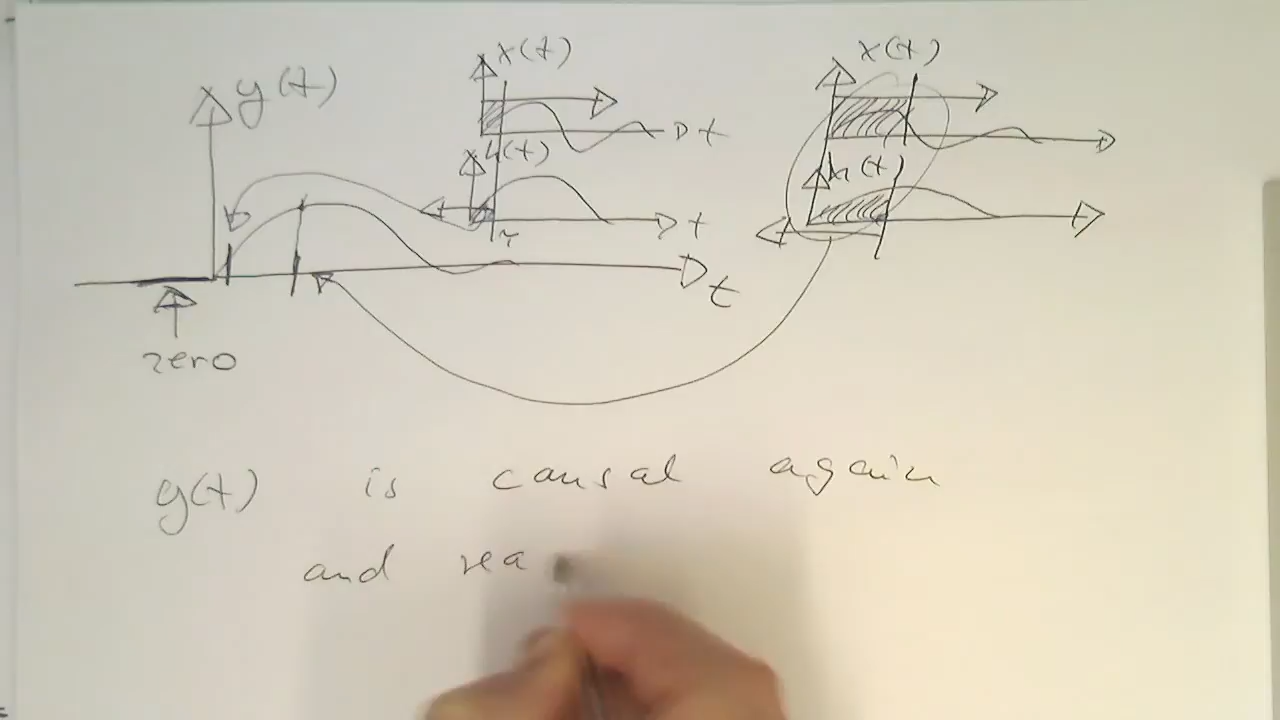 y(t)
x(t)
t
h(t)
t
τ
x(t)
h(t)
t
zero
y(t) is causal again
and rea